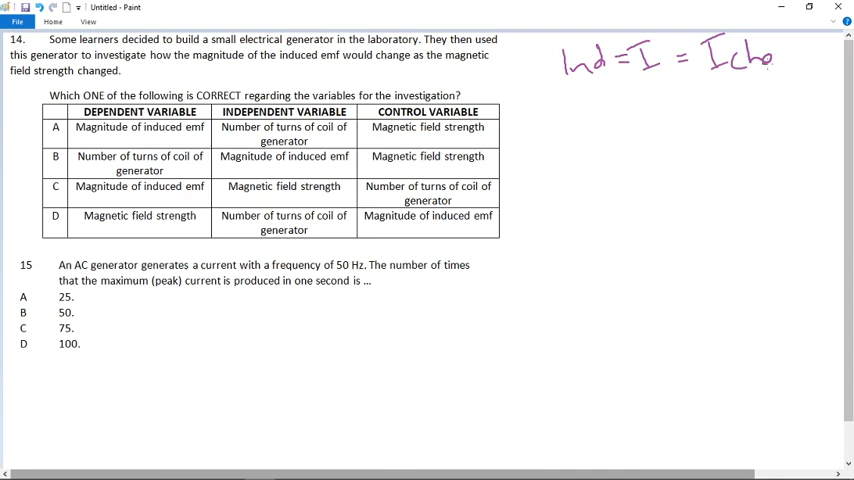 Untitled - Paint
File Home View
14. Some learners decided to build a small electrical generator in the laboratory. They then used
this generator to investigate how the magnitude of the induced emf would change as the magnetic
field strength changed.
Ind = I = I cho
Which ONE of the following is CORRECT regarding the variables for the investigation?
DEPENDENT VARIABLE INDEPENDENT VARIABLE CONTROL VARIABLE
A Magnitude of induced emf Number of turns of coil of generator Magnetic field strength
B Number of turns of coil of generator Magnitude of induced emf Magnetic field strength
C Magnitude of induced emf Magnetic field strength Number of turns of coil of generator
D Magnetic field strength Number of turns of coil of generator Magnitude of induced emf
15 An AC generator generates a current with a frequency of 50 Hz. The number of times
that the maximum (peak) current is produced in one second is ...
A 25.
B 50.
C 75.
D 100.